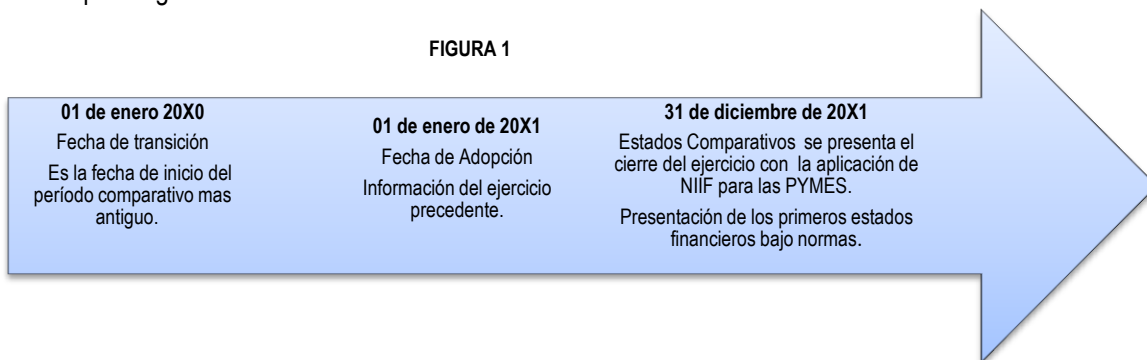 FIGURA 1
01 de enero 20X0
Fecha de transición
Es la fecha de inicio del
período comparativo mas
antiguo.
01 de enero de 20X1
Fecha de Adopción
Información del ejercicio
precedente.
31 de diciembre de 20X1
Estados Comparativos se presenta el
cierre del ejercicio con la aplicación de
NIIF para las PYMES.
Presentación de los primeros estados
financieros bajo normas.